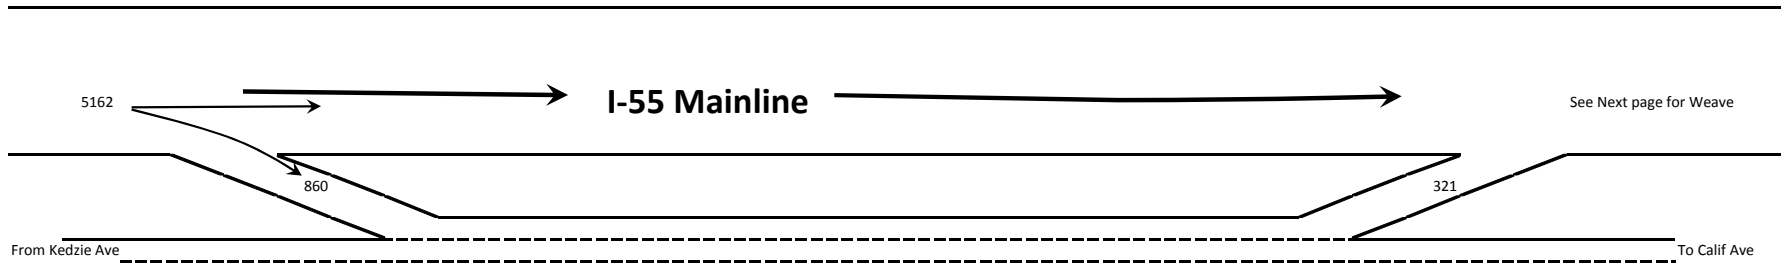 5162
I-55 Mainline
See Next page for Weave
860
321
From Kedzie Ave
To Calif Ave